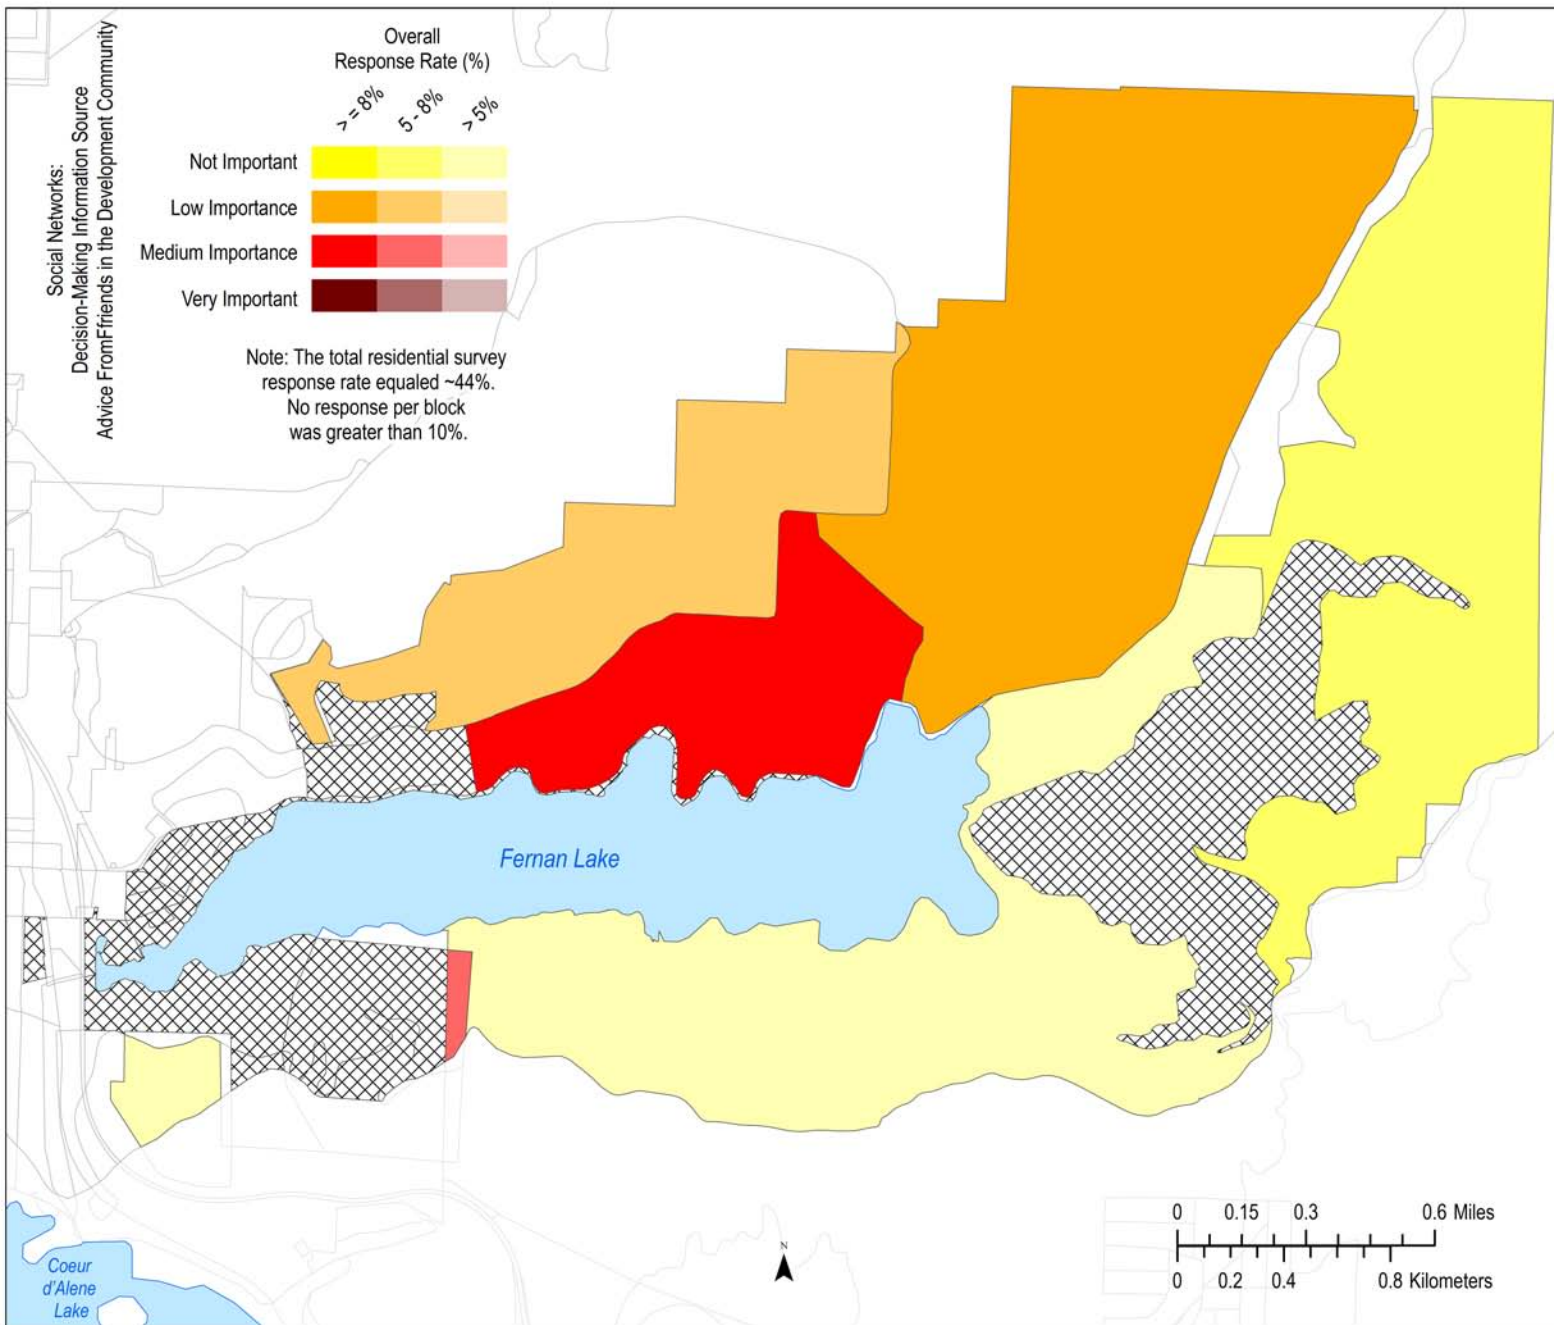 Social Networks:
Decision-Making Information Source
Advice FromFfriends in the Development Community
Overall
Response Rate (%)
> = 8%
5 - 8%
> 5%
Not Important
Low Importance
Medium Importance
Very Important
Note: The total residential survey
response rate equaled ~44%.
No response per block
was greater than 10%.
Fernan Lake
Coeur
d'Alene
Lake
N
0 0.15 0.3 0.6 Miles
0 0.2 0.4 0.8 Kilometers